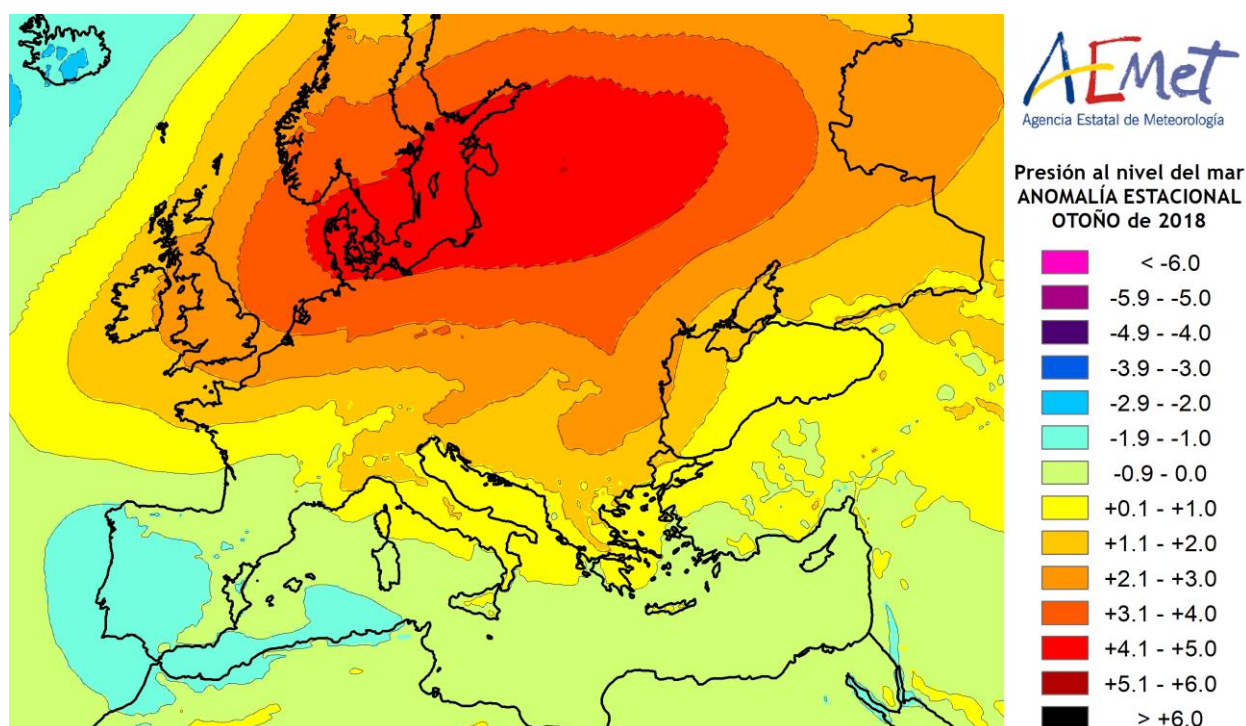 AEMet
Agencia Estatal de Meteorología
Presión al nivel del mar
ANOMALÍA ESTACIONAL
OTOÑO de 2018
< -6.0
-5.9 - -5.0
-4.9 - -4.0
-3.9 - -3.0
-2.9 - -2.0
-1.9 - -1.0
-0.9 - 0.0
+0.1 - +1.0
+1.1 - +2.0
+2.1 - +3.0
+3.1 - +4.0
+4.1 - +5.0
+5.1 - +6.0
> +6.0